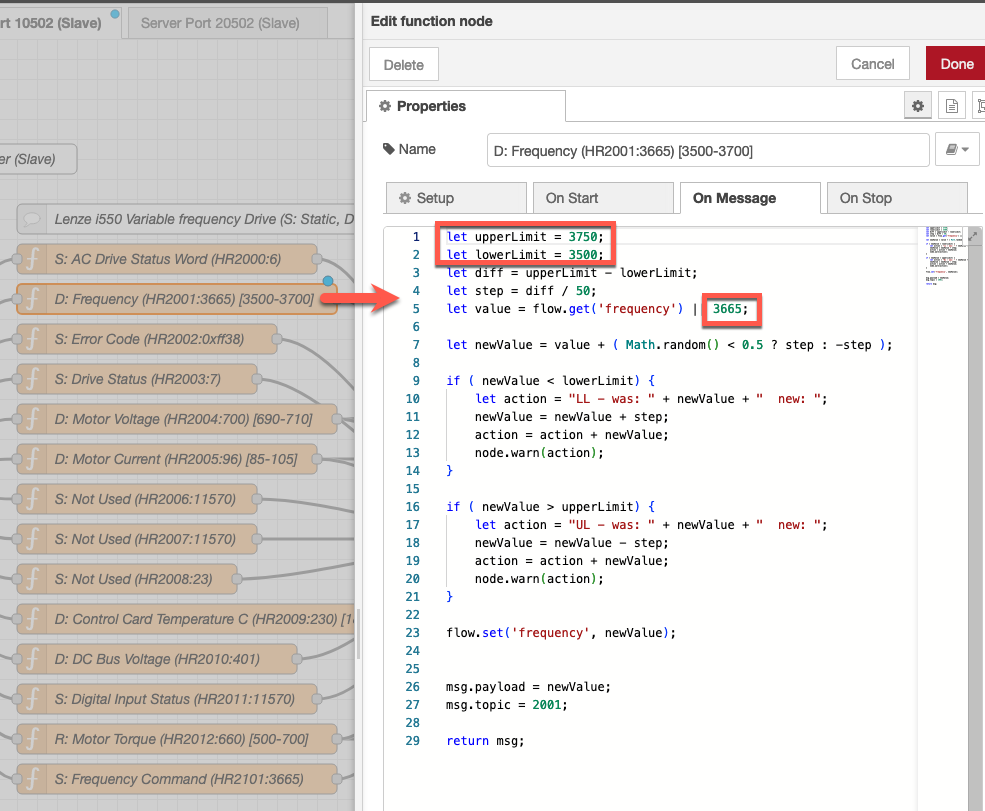 rt 10502 (Slave)
Server Port 20502 (Slave)
er (Slave)
Lenze i550 Variable frequency Drive (S: Static, D
S: AC Drive Status Word (HR2000:6)
D: Frequency (HR2001:3665) [3500-3700]
S: Error Code (HR2002:0xff38)
S: Drive Status (HR2003:7)
D: Motor Voltage (HR2004:700) [690-710]
D: Motor Current (HR2005:96) [85-105]
S: Not Used (HR2006:11570)
S: Not Used (HR2007:11570)
S: Not Used (HR2008:23)
D: Control Card Temperature C (HR2009:230) [1
D: DC Bus Voltage (HR2010:401)
S: Digital Input Status (HR2011:11570)
R: Motor Torque (HR2012:660) [500-700]
S: Frequency Command (HR2101:3665)
Edit function node
Delete
Cancel
Done
Properties
Name
D: Frequency (HR2001:3665) [3500-3700]
Setup
On Start
On Message
On Stop
1 let upperLimit = 3750;
2 let lowerLimit = 3500;
3 let diff = upperLimit - lowerLimit;
4 let step = diff / 50;
5 let value = flow.get('frequency') | 3665;
6
7 let newValue = value + ( Math.random() < 0.5 ? step : -step );
8
9 if ( newValue < lowerLimit) {
10 let action = "LL - was: " + newValue + "  new: ";
11 newValue = newValue + step;
12 action = action + newValue;
13 node.warn(action);
14 }
15
16 if ( newValue > upperLimit) {
17 let action = "UL - was: " + newValue + "  new: ";
18 newValue = newValue - step;
19 action = action + newValue;
20 node.warn(action);
21 }
22
23 flow.set('frequency', newValue);
24
25
26 msg.payload = newValue;
27 msg.topic = 2001;
28
29 return msg;